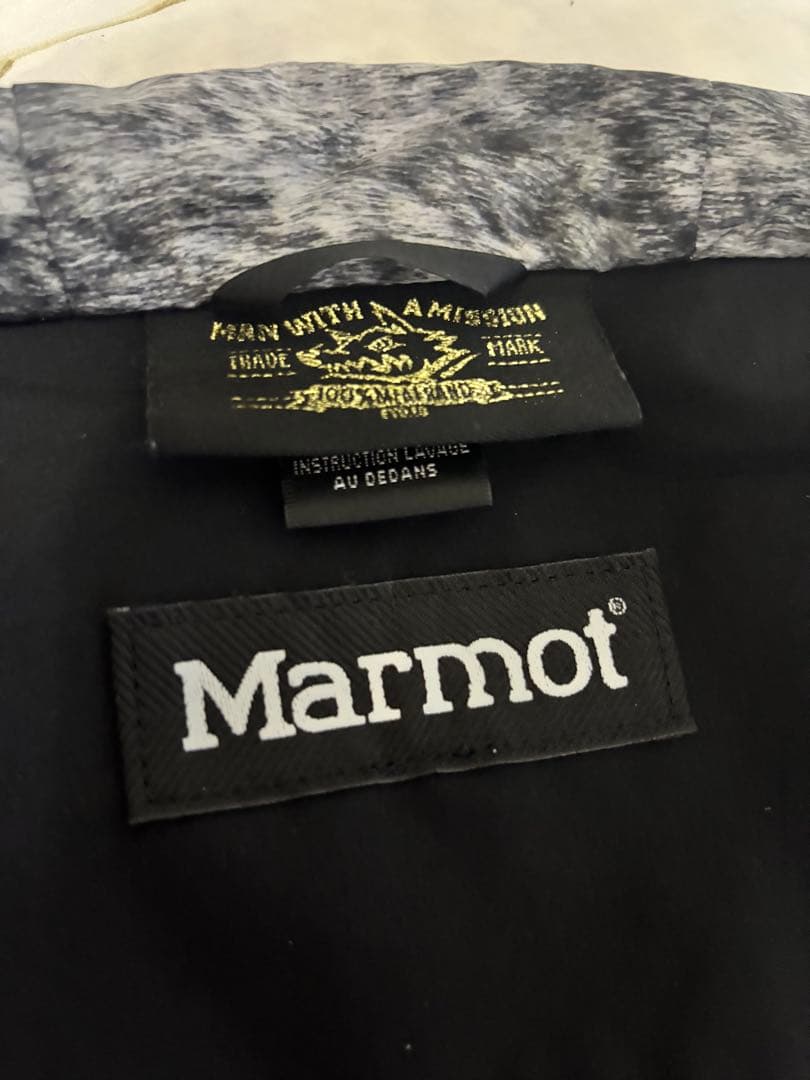 MAN WITH A MISSION
TRADE MARK
INSTRUCTION LAVAGE
AU DEDANS
Marmot®